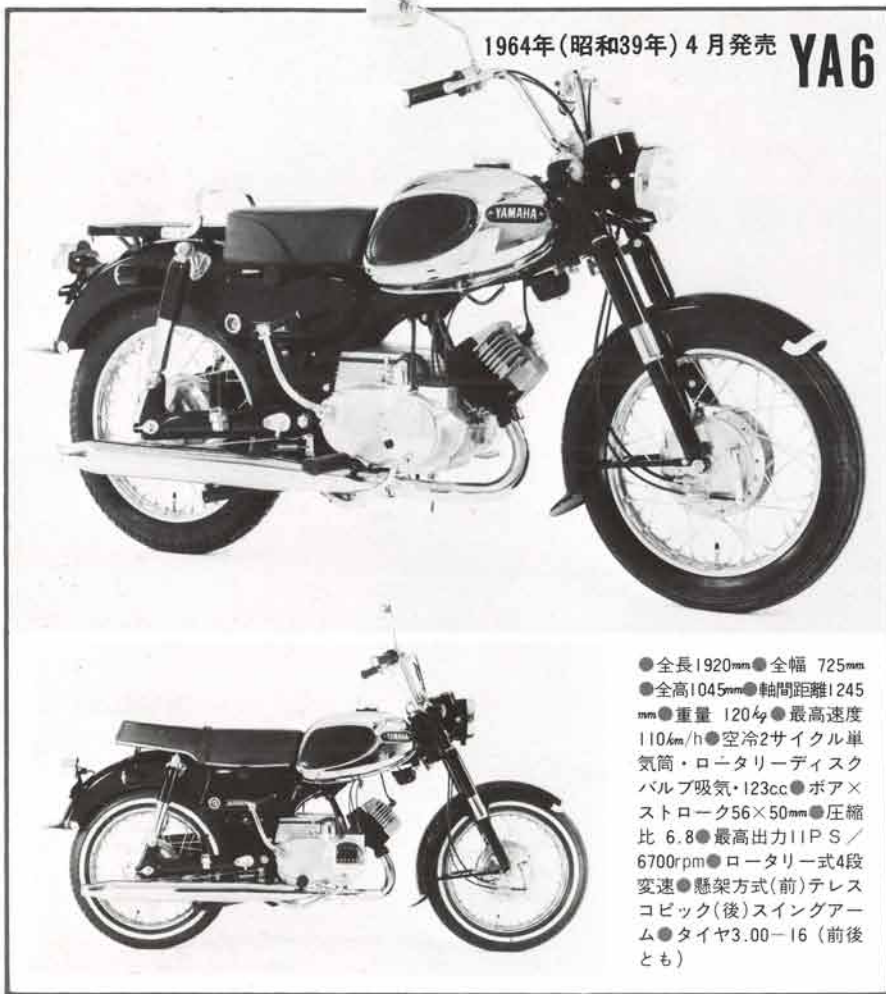 1964年(昭和39年)4月発売 YA6
YAMAHA
YAMAHA
●全長1920mm●全幅 725mm
●全高1045mm●軸間距離1245
mm●重量 120kg●最高速度
110km/h●空冷2サイクル単
気筒・ロータリーディスク
バルブ吸気・123cc●ボア×
ストローク56×50mm●圧縮
比 6.8●最高出力11PS/
6700rpm●ロータリー式4段
変速●懸架方式(前)テレス
コピック(後)スイングアー
ム●タイヤ3.00−16(前後
とも)